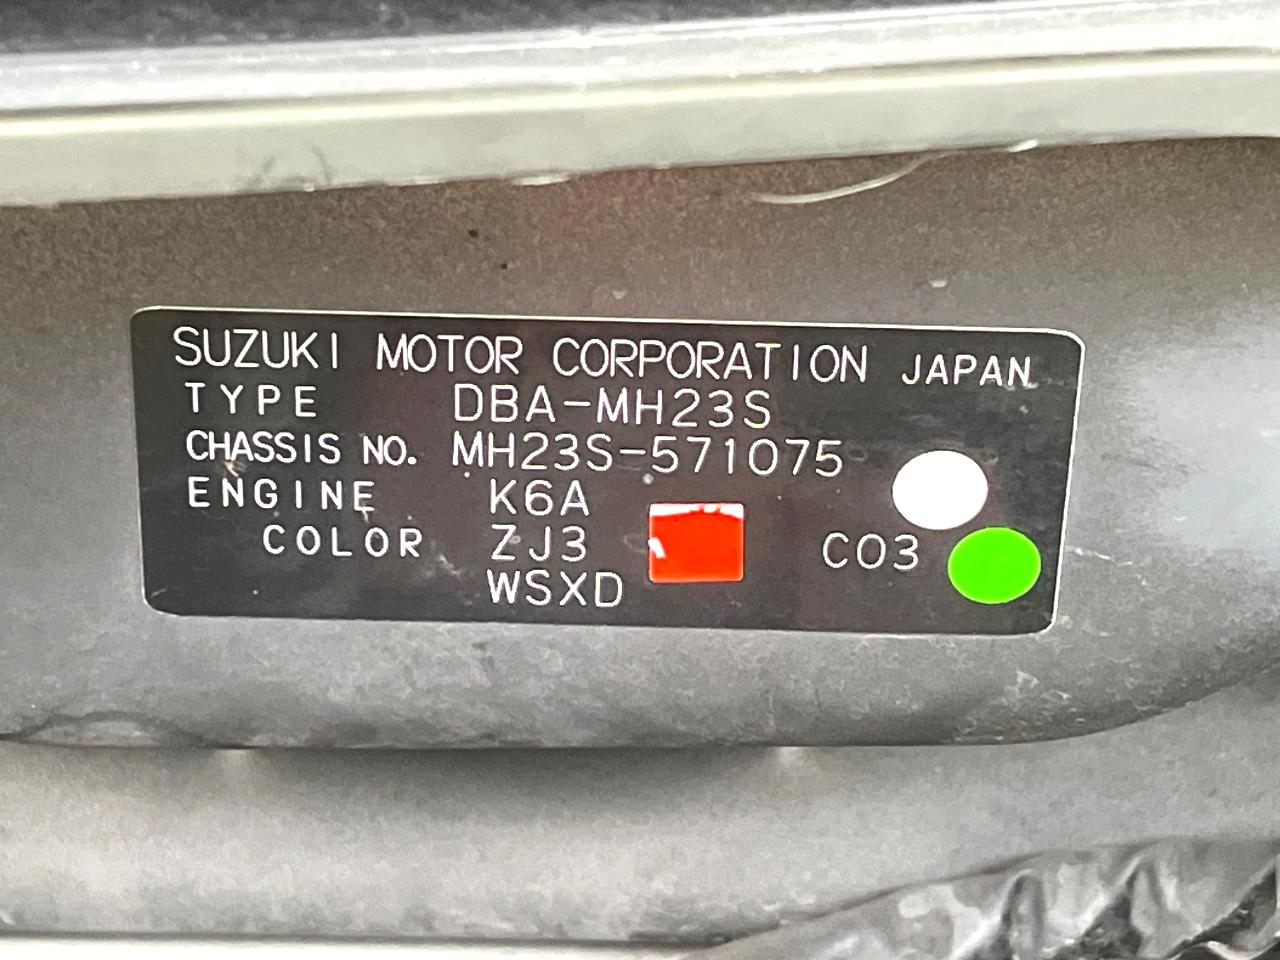 SUZUKI MOTOR CORPORATION JAPAN
TYPE DBA-MH23S
CHASSIS NO. MH23S-571075
ENGINE K6A
COLOR ZJ3 C03
WSXD